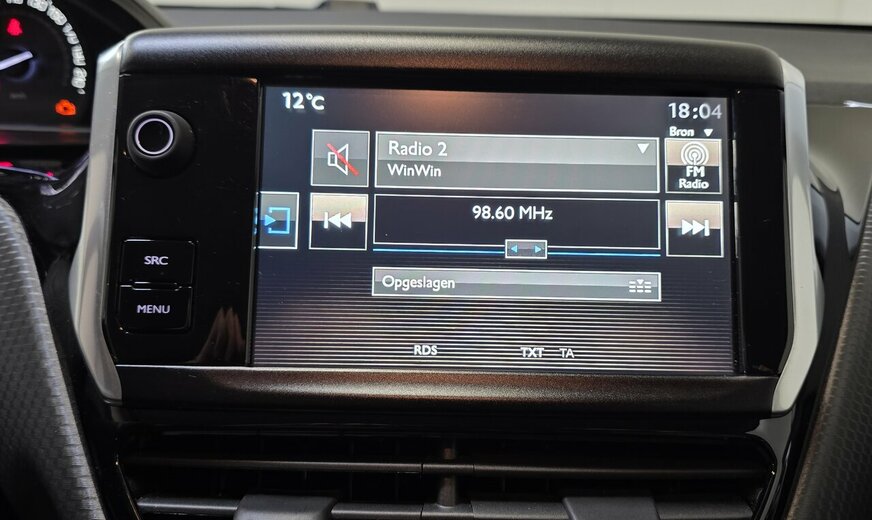 12°C
18:04
Bron
Radio 2
WinWin
FM
Radio
98.60 MHz
SRC
MENU
Opgeslagen
RDS
TXT
TA